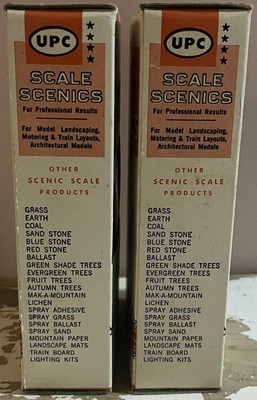 UPC
SCALE
SCENICS
For Professional Results
For Model Landscaping,
Motoring & Train Layouts,
Architectural Models
OTHER
SCENIC SCALE
PRODUCTS
GRASS
EARTH
COAL
SAND STONE
BLUE STONE
RED STONE
BALLAST
GREEN SHADE TREES
EVERGREEN TREES
FRUIT TREES
AUTUMN TREES
MAK-A-MOUNTAIN
LICHEN
SPRAY ADHESIVE
SPRAY GRASS
SPRAY BALLAST
SPRAY SAND
MOUNTAIN PAPER
LANDSCAPE MATS
TRAIN BOARD
LIGHTING KITS
UPC
SCALE
SCENICS
For Professional Results
For Model Landscaping,
Motoring & Train Layouts,
Architectural Models
OTHER
SCENIC SCALE
PRODUCTS
GRASS
EARTH
COAL
SAND STONE
BLUE STONE
RED STONE
BALLAST
GREEN SHADE TREES
EVERGREEN TREES
FRUIT TREES
AUTUMN TREES
MAK-A-MOUNTAIN
LICHEN
SPRAY ADHESIVE
SPRAY GRASS
SPRAY BALLAST
SPRAY SAND
MOUNTAIN PAPER
LANDSCAPE MATS
TRAIN BOARD
LIGHTING KITS